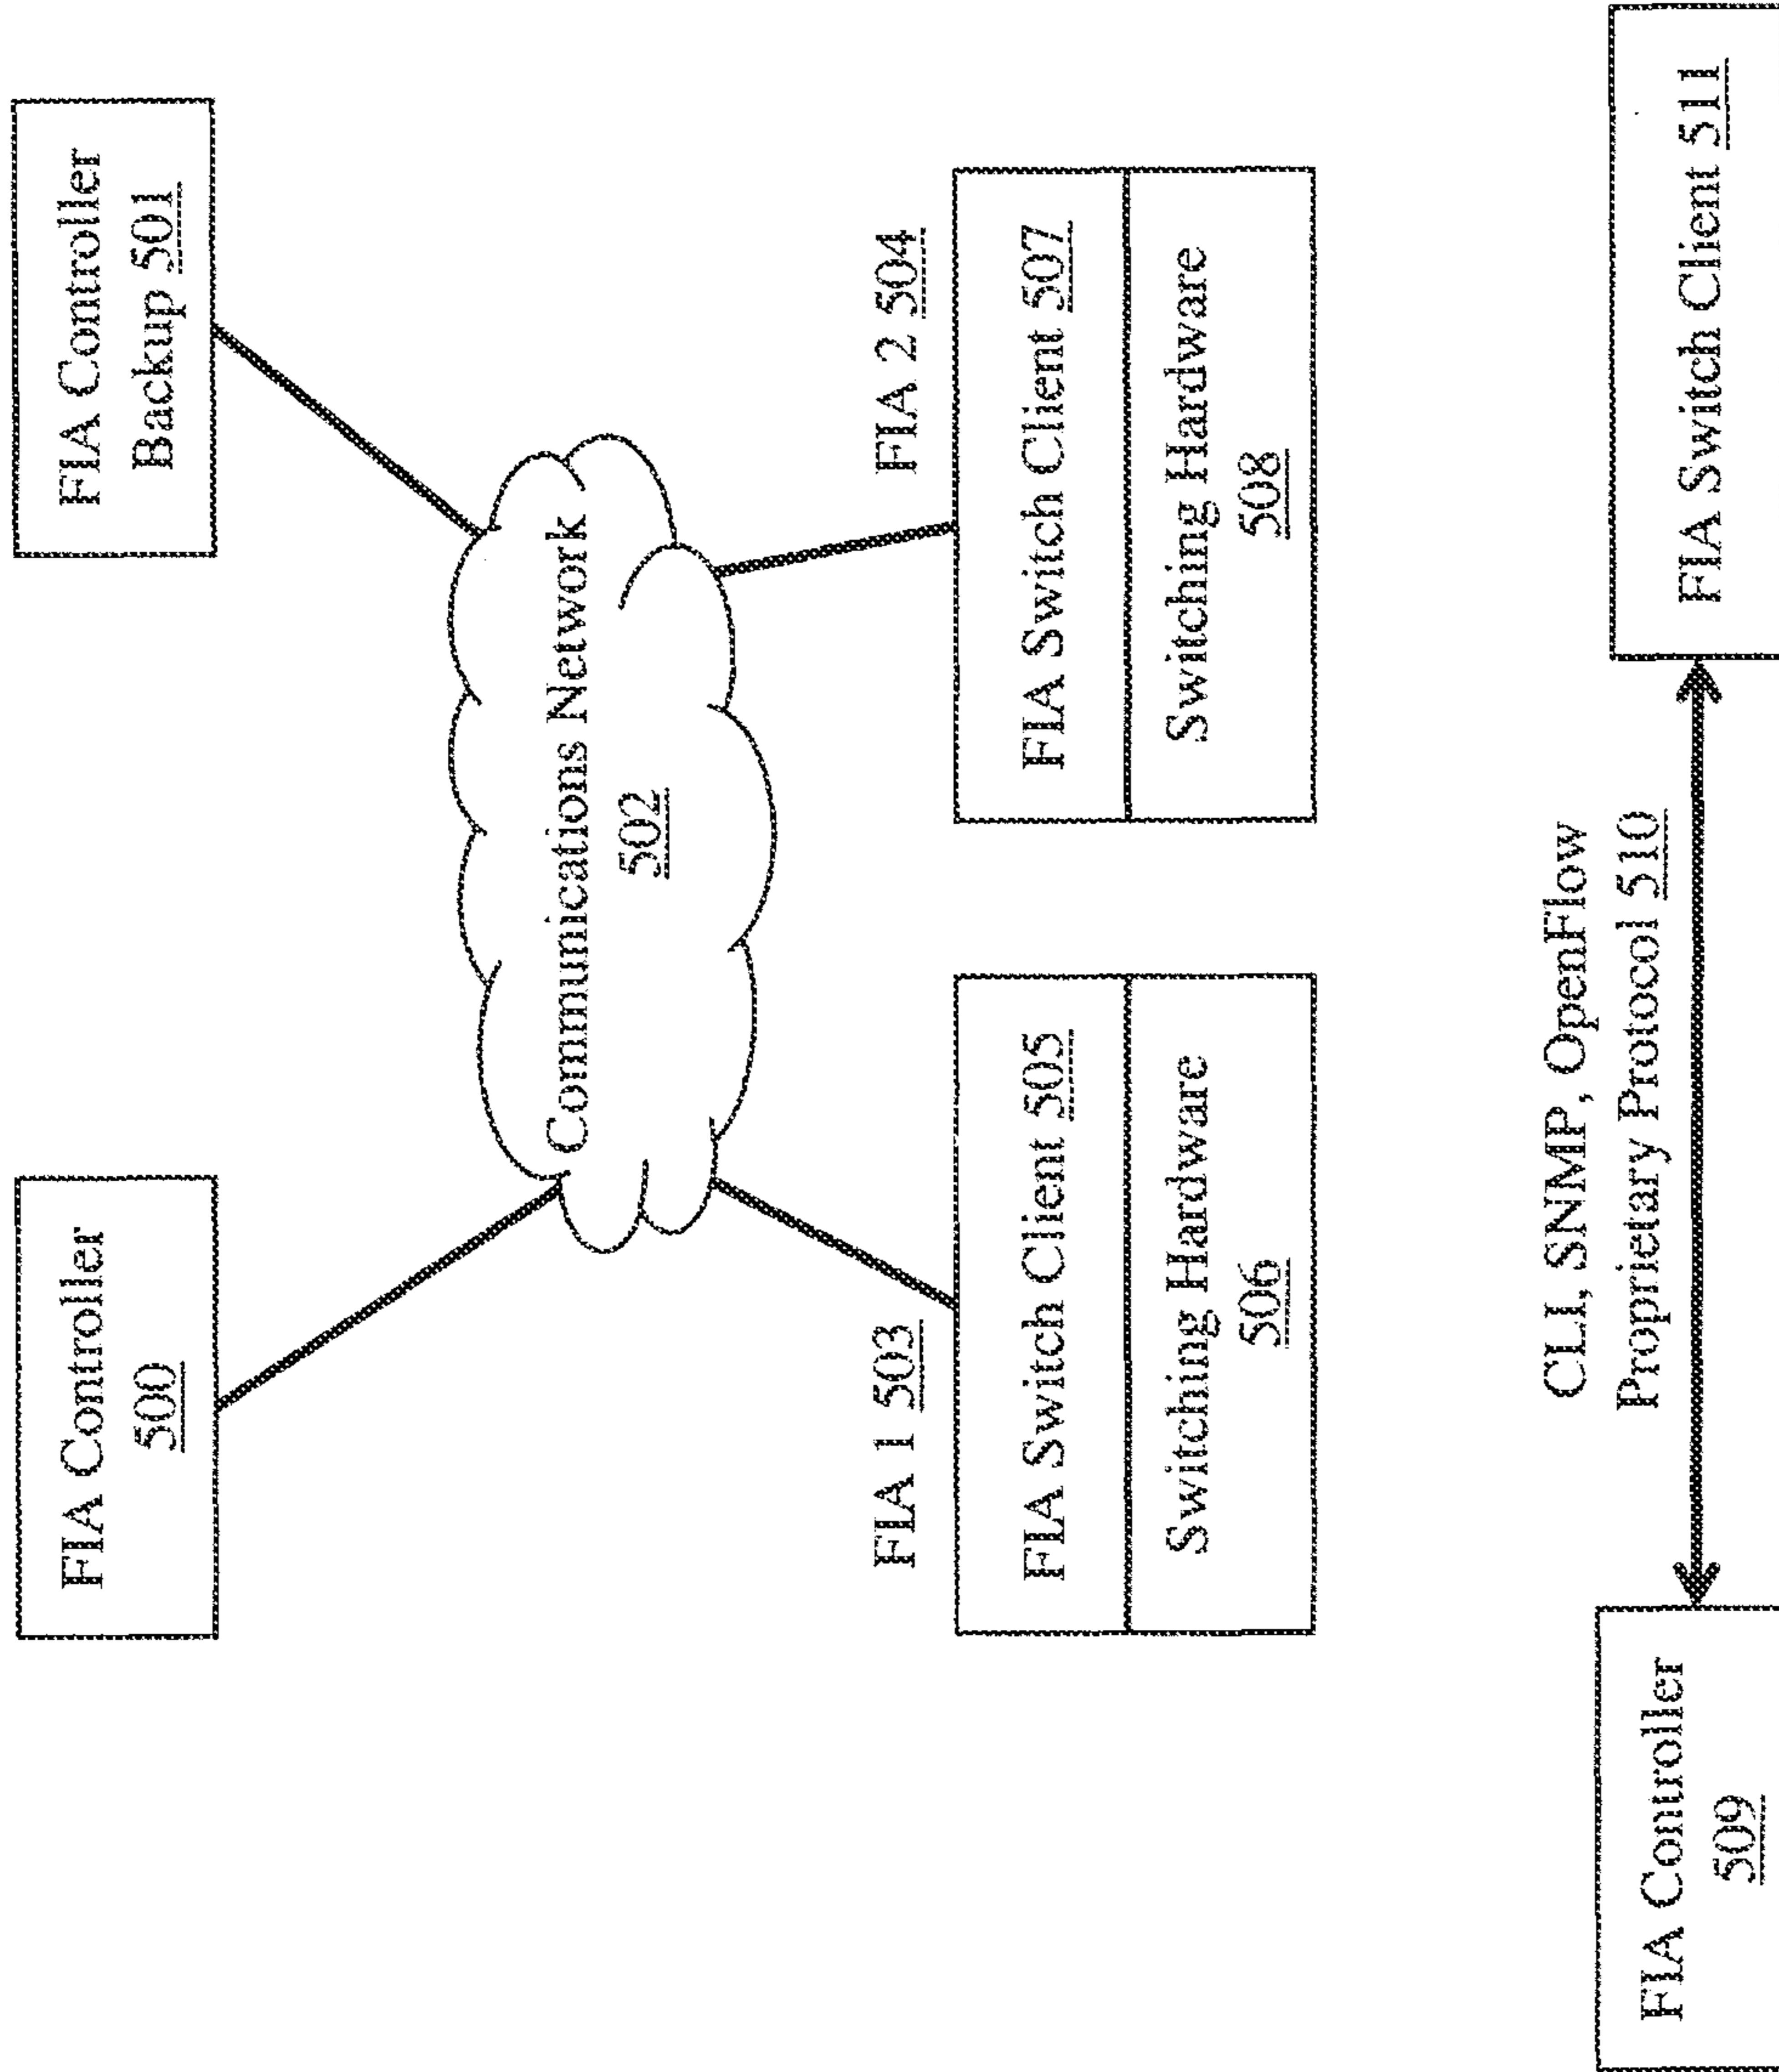 FIA Controller
500
FIA Controller
Backup 501
Communications Network
502
FIA 1 503
FIA Switch Client 505
Switching Hardware
506
FIA 2 504
FIA Switch Client 507
Switching Hardware
508
FIA Controller
509
CLI, SNMP, OpenFlow
Proprietary Protocol 510
FIA Switch Client 511